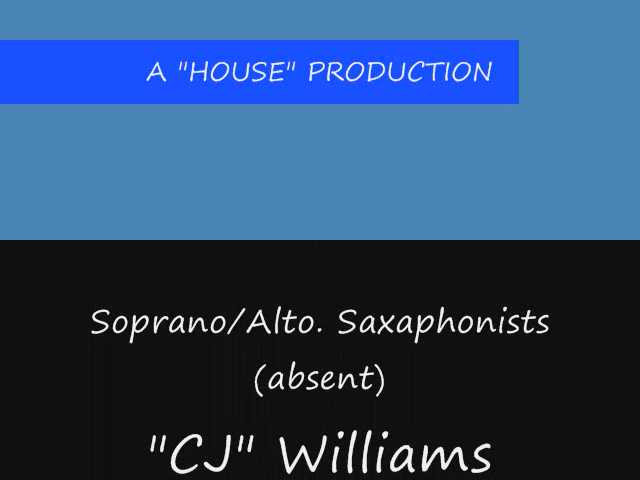 A "HOUSE" PRODUCTION
Soprano/Alto. Saxaphonists
(absent)
"CJ" Williams